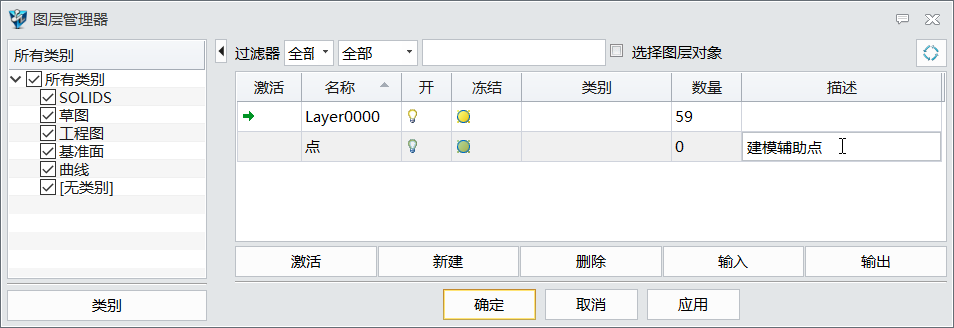 图层管理器
所有类别
所有类别
SOLIDS
草图
工程图
基准面
曲线
[无类别]
类别
过滤器 全部 全部 选择图层对象
激活 名称 开 冻结 类别 数量 描述
Layer0000 59
点 0 建模辅助点
激活 新建 删除 输入 输出
确定 取消 应用